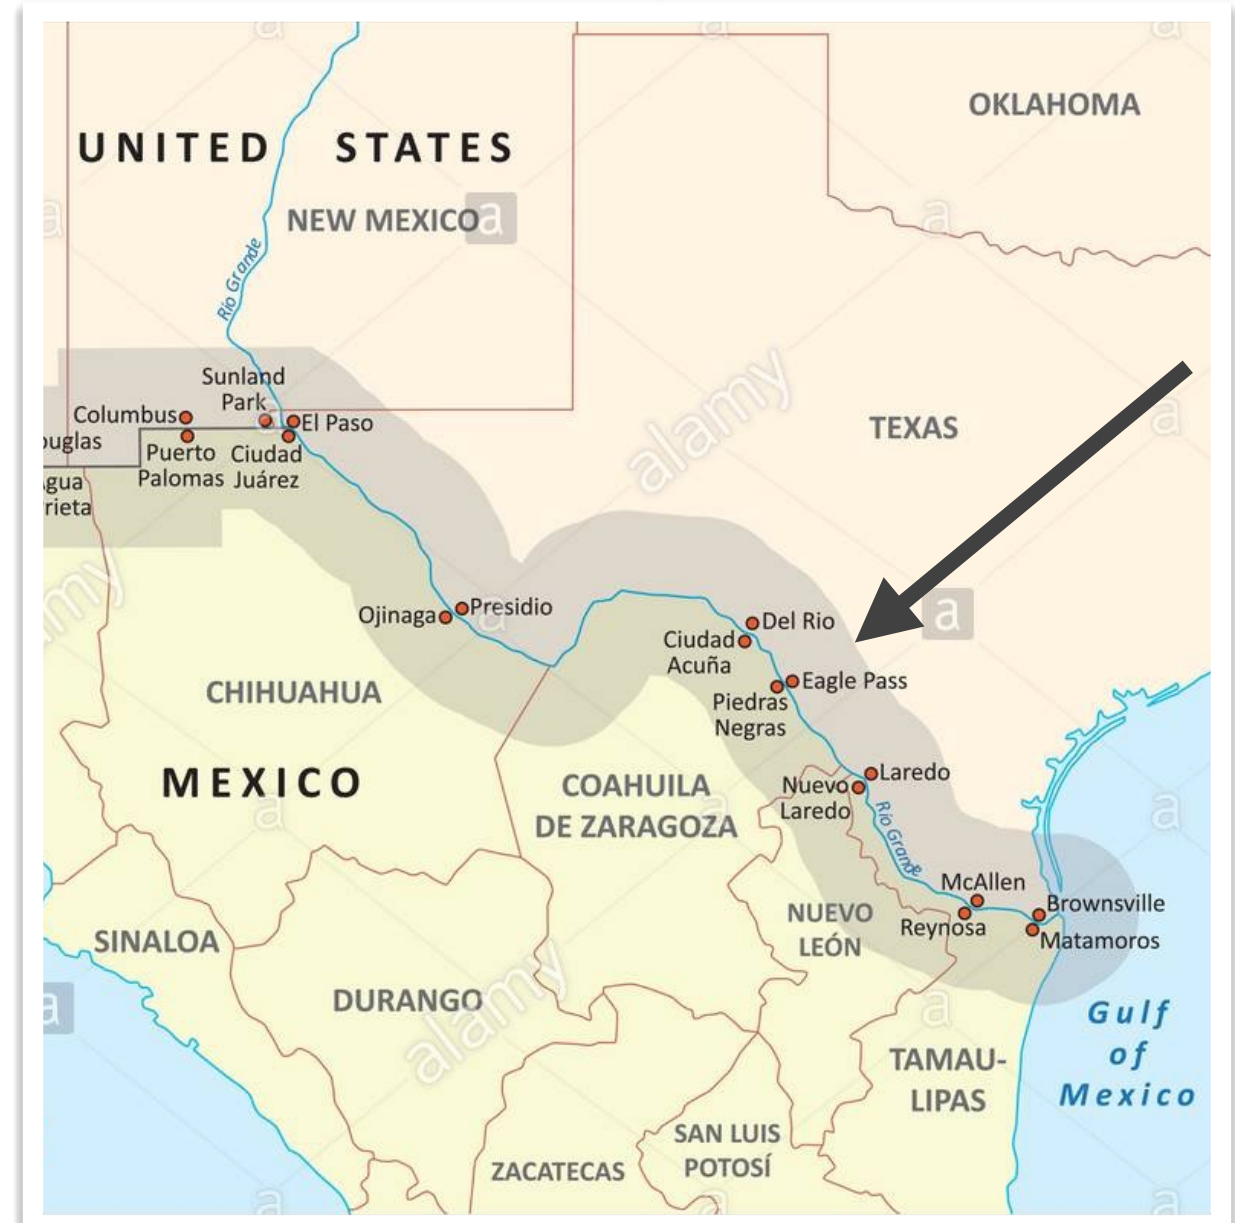 OKLAHOMA
UNITED STATES
NEW MEXICO
Rio Grande
Sunland
Park
Columbus
El Paso
TEXAS
ouglas
Puerto
Palomas
Ciudad
Juárez
gua
rieta
alamy
a
Ojinaga
Presidio
Del Rio
Ciudad
Acuña
Eagle Pass
Piedras
Negras
CHIHUAHUA
MEXICO
COAHUILA
DE ZARAGOZA
Nuevo
Laredo
Laredo
Rio Grande
McAllen
Brownsville
Reynosa
Matamoros
NUEVO
LEÓN
SINALOA
DURANGO
alamy
Gulf
of
Mexico
TAMAU-
LIPAS
SAN LUIS
POTOSÍ
ZACATECAS